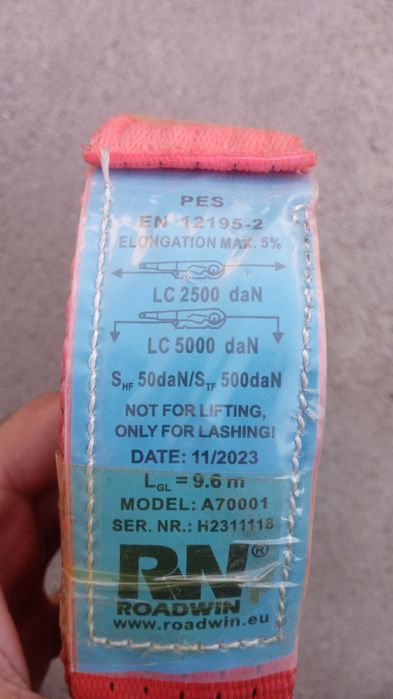 PES
EN 12195-2
ELONGATION MAX. 5%
LC 2500 daN
LC 5000 daN
SHF 50daN/STF 500daN
NOT FOR LIFTING,
ONLY FOR LASHING!
DATE: 11/2023
LGL = 9.6 m
MODEL: A70001
SER. NR.: H2311118
RN®
ROADWIN
www.roadwin.eu